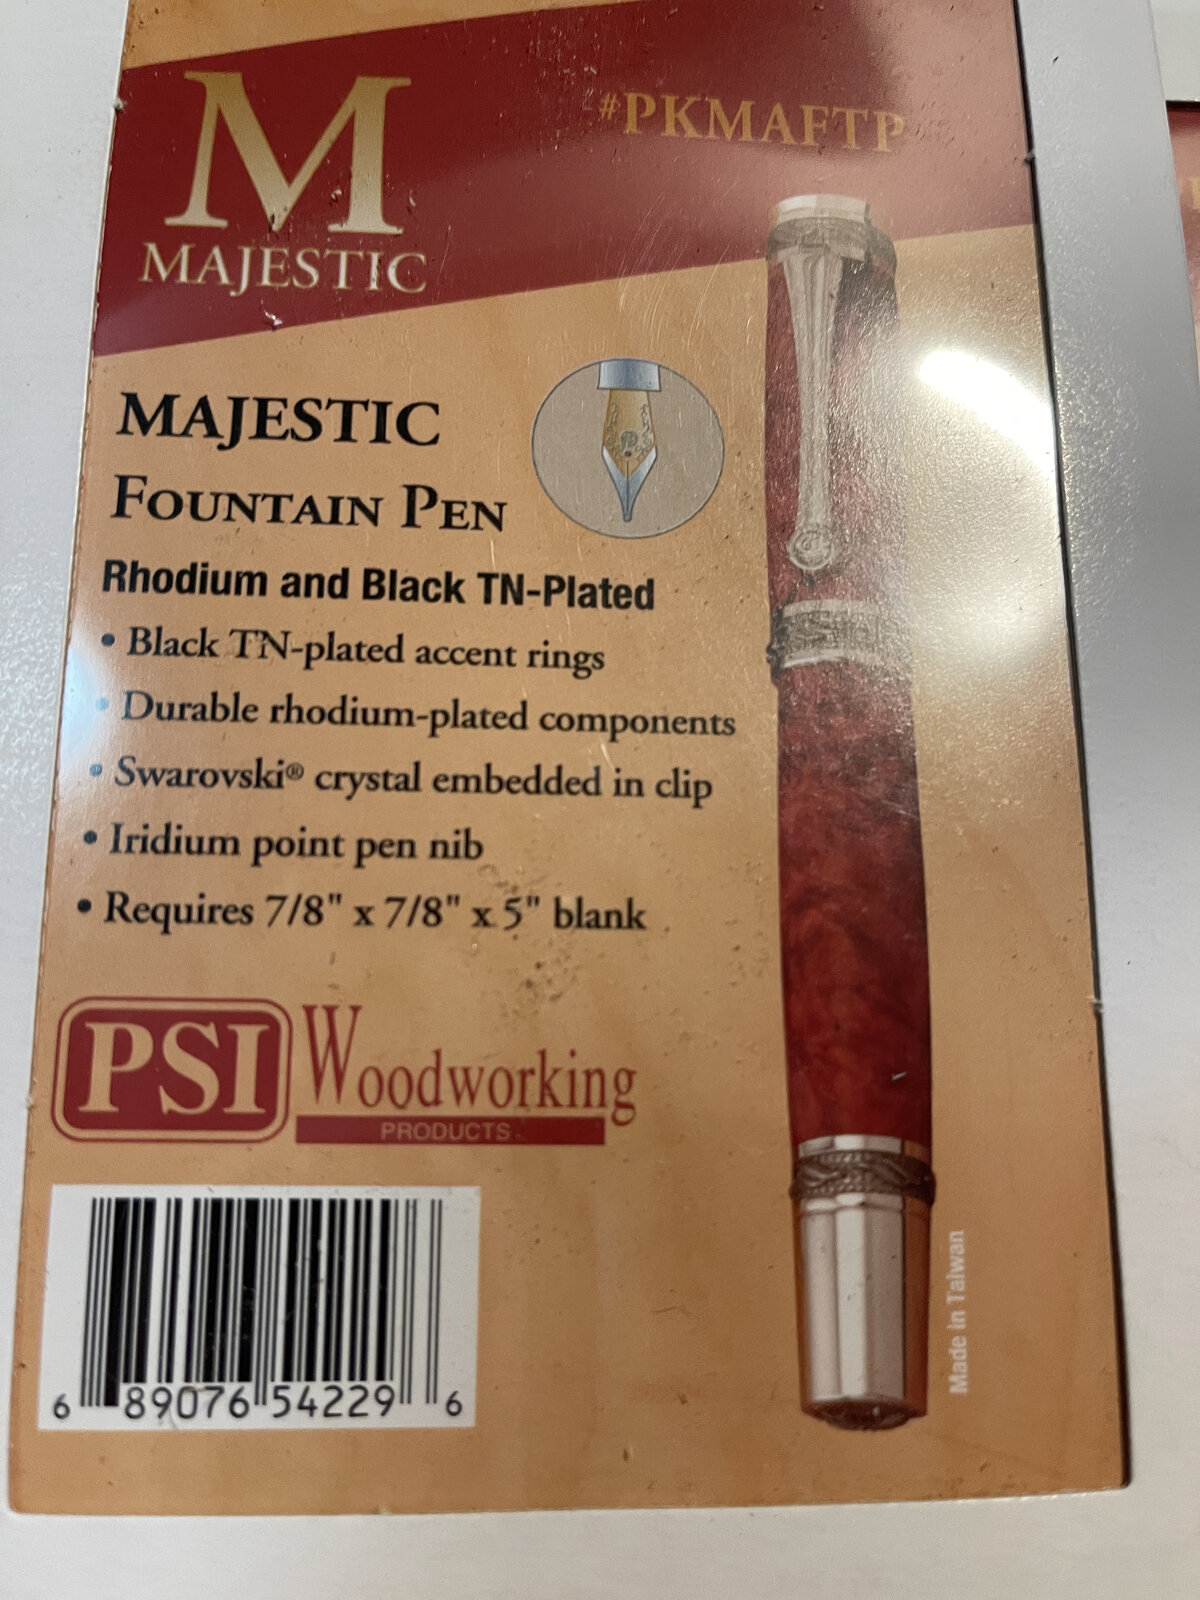 M
MAJESTIC
#PKMAFTP
MAJESTIC
FOUNTAIN PEN
Rhodium and Black TN-Plated
• Black TN-plated accent rings
• Durable rhodium-plated components
• Swarovski® crystal embedded in clip
• Iridium point pen nib
• Requires 7/8" x 7/8" x 5" blank
PSI Woodworking
PRODUCTS
6 89076 54229 6
Made in Taiwan